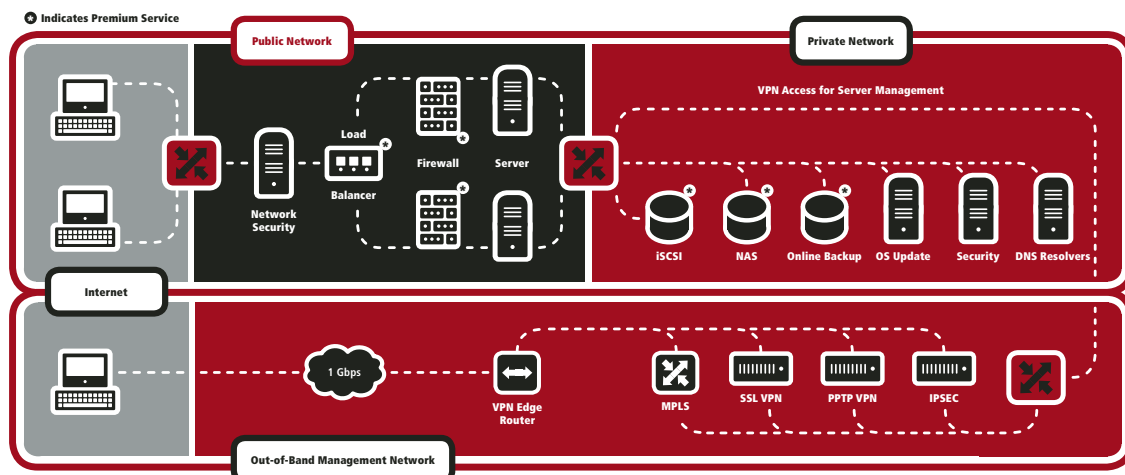 * Indicates Premium Service
Public Network
Private Network
VPN Access for Server Management
Load
Balancer
Firewall
Server
Network
Security
iSCSI
NAS
Online Backup
OS Update
Security
DNS Resolvers
Internet
1 Gbps
VPN Edge
Router
MPLS
SSL VPN
PPTP VPN
IPSEC
Out-of-Band Management Network